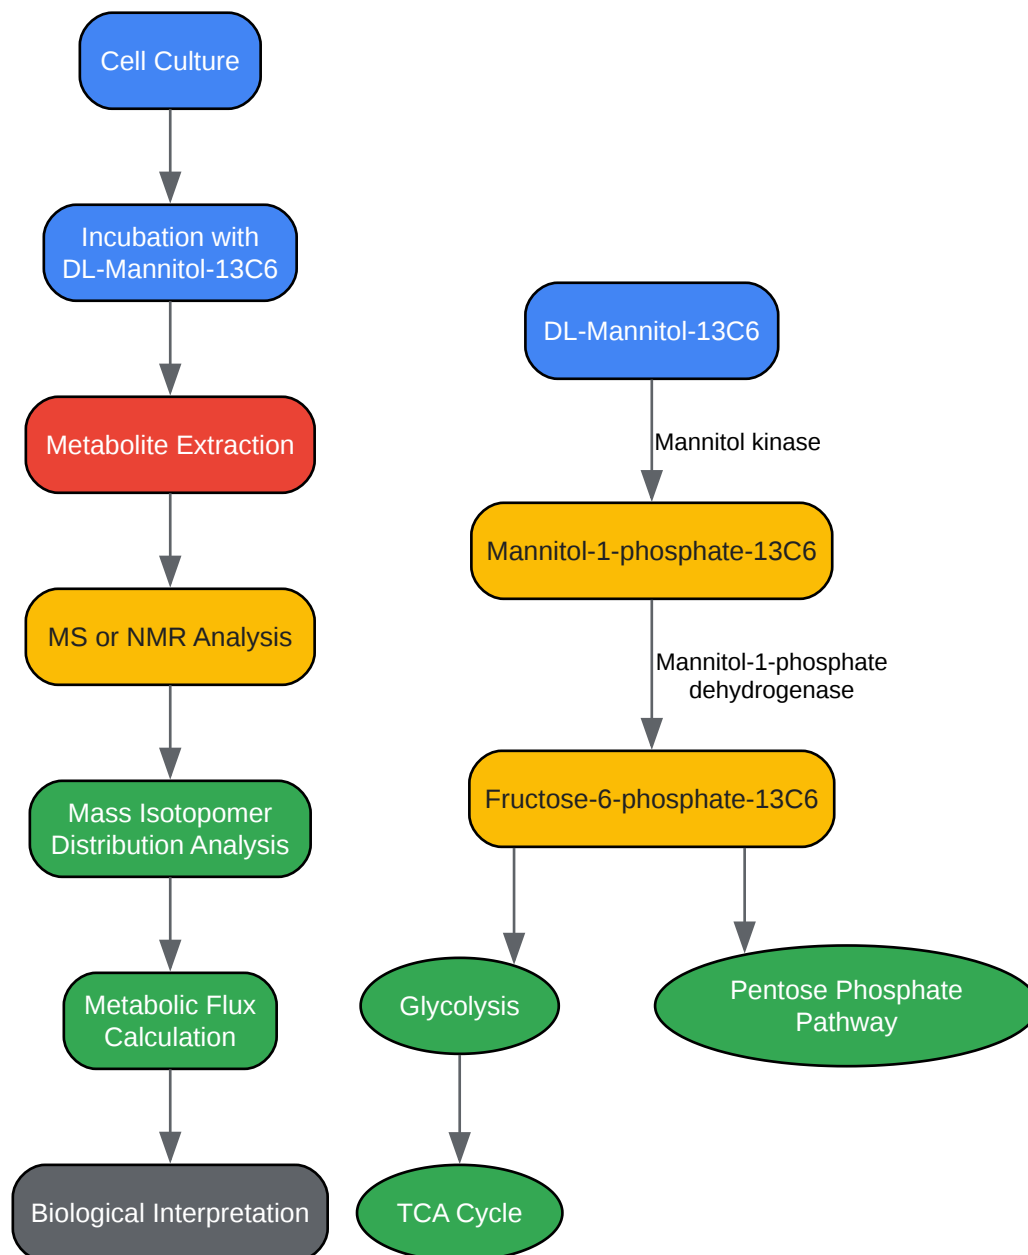 Cell Culture
Incubation with
DL-Mannitol-13C6
Metabolite Extraction
MS or NMR Analysis
Mass Isotopomer
Distribution Analysis
Metabolic Flux
Calculation
Biological Interpretation
DL-Mannitol-13C6
Mannitol kinase
Mannitol-1-phosphate-13C6
Mannitol-1-phosphate
dehydrogenase
Fructose-6-phosphate-13C6
Glycolysis
Pentose Phosphate
Pathway
TCA Cycle